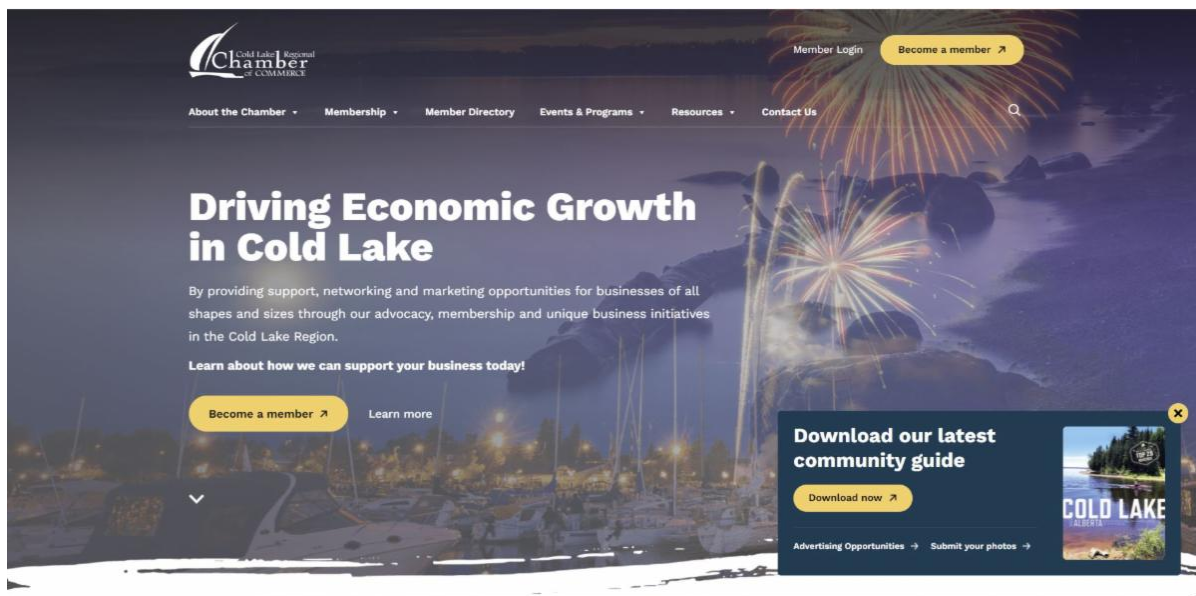 Cold Lake Regional
Chamber
of COMMERCE
Member Login
Become a member
About the Chamber
Membership
Member Directory
Events & Programs
Resources
Contact Us
Driving Economic Growth
in Cold Lake
By providing support, networking and marketing opportunities for businesses of all
shapes and sizes through our advocacy, membership and unique business initiatives
in the Cold Lake Region.
Learn about how we can support your business today!
Become a member
Learn more
Download our latest
community guide
Download now
Advertising Opportunities
Submit your photos
TOP 25
COLD LAKE
ALBERTA